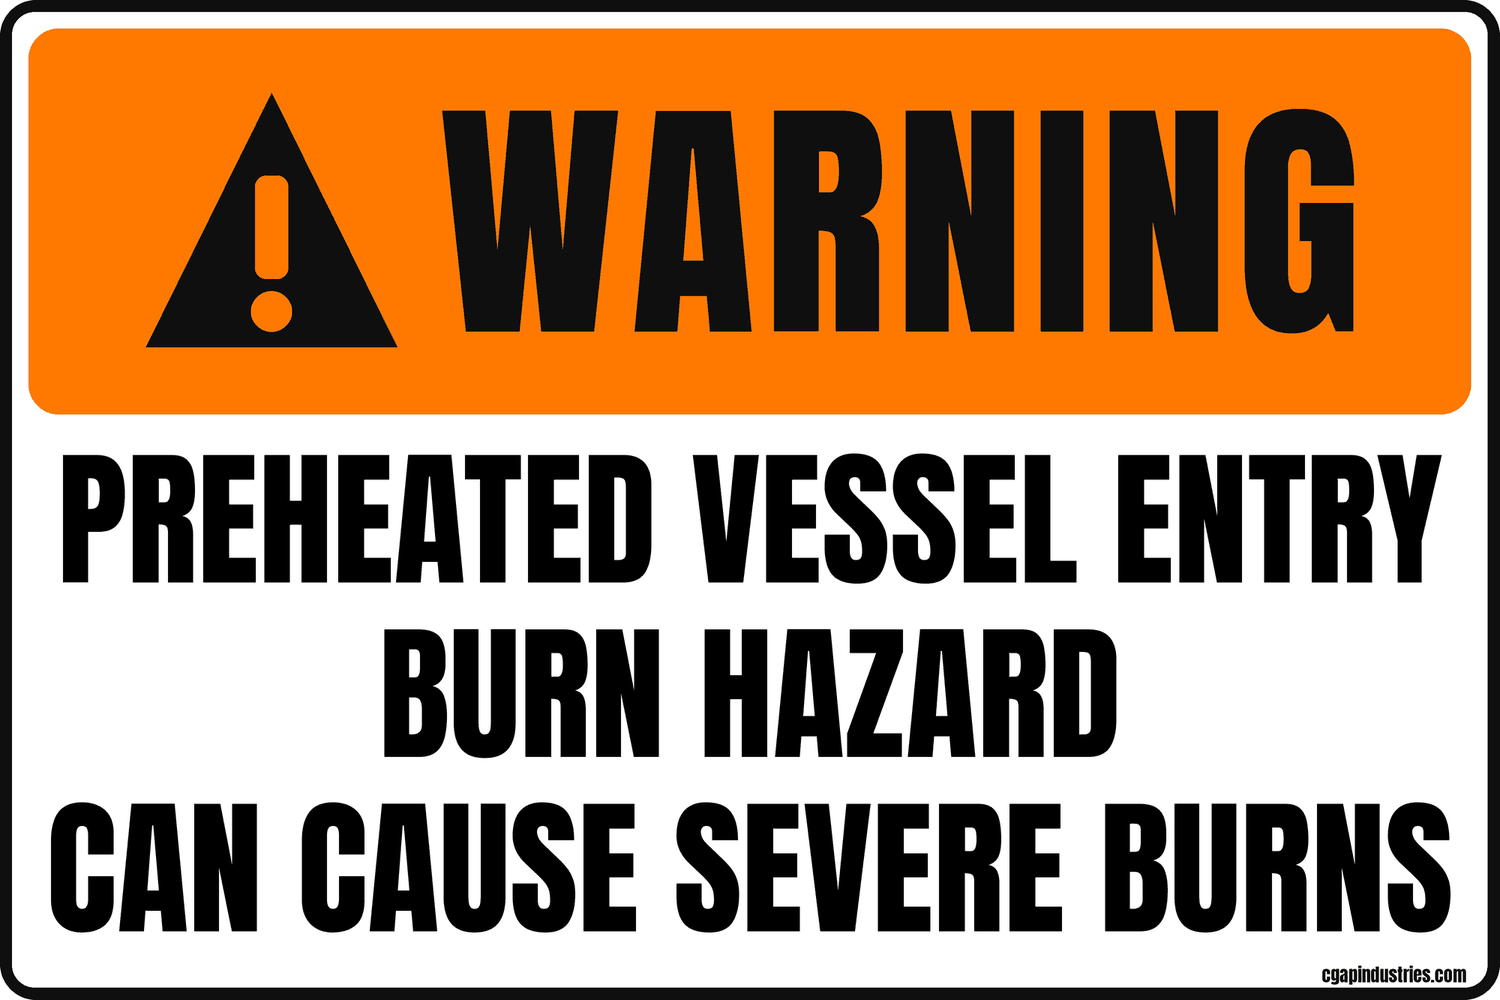 WARNING
PREHEATED VESSEL ENTRY
BURN HAZARD
CAN CAUSE SEVERE BURNS
cgapindustries.com